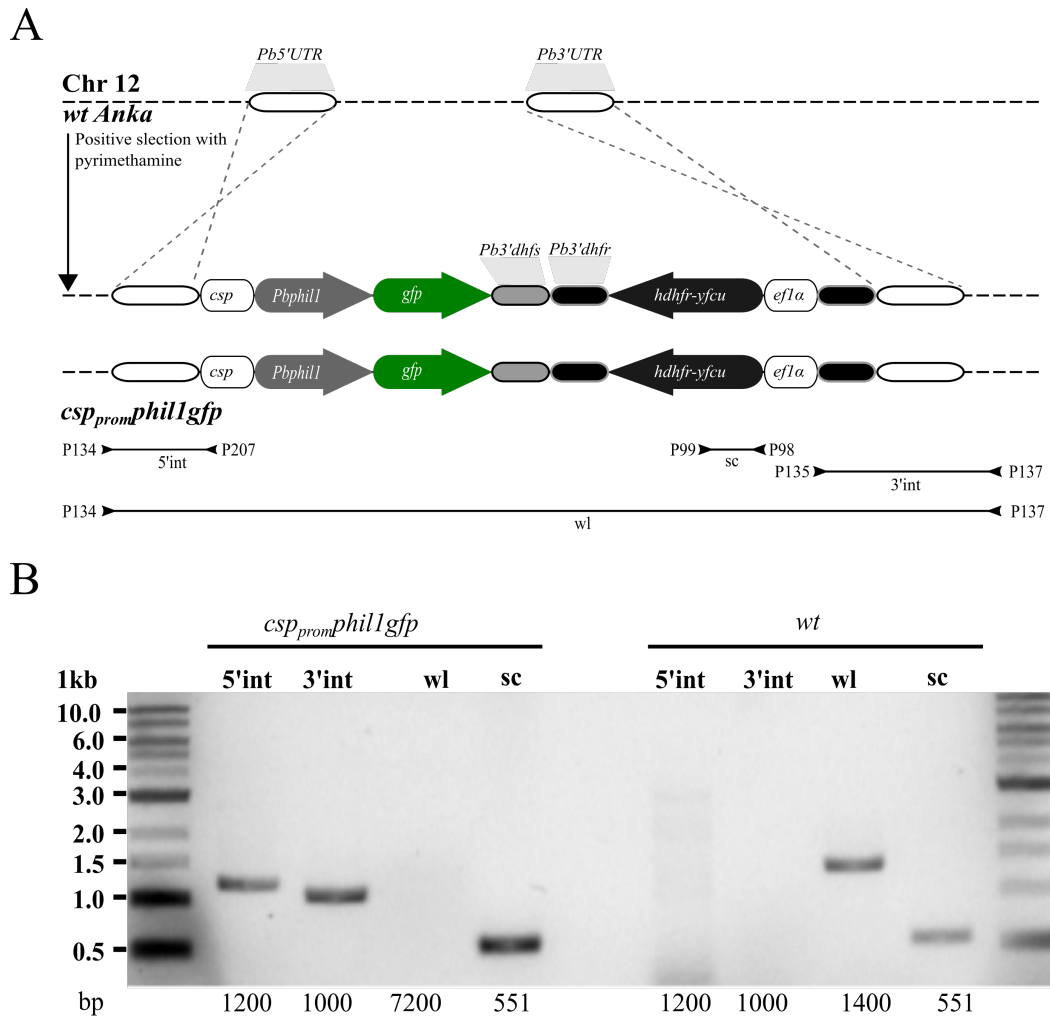 A
Pb5'UTR
Pb3'UTR
Chr 12
wt Anka
Positive slection with
pyrimethamine
Pb3'dhfs
Pb3'dhfr
csp
Pbphil1
gfp
hdhfr-yfcu
ef1α
csp
Pbphil1
gfp
hdhfr-yfcu
ef1α
csppromphil1gfp
P134
P207
P99
P98
5'int
sc
P135
P137
3'int
P134
P137
wl
B
csppromphil1gfp
wt
1kb
5'int
3'int
wl
sc
5'int
3'int
wl
sc
10.0
6.0
4.0
3.0
2.0
1.5
1.0
0.5
bp
1200
1000
7200
551
1200
1000
1400
551